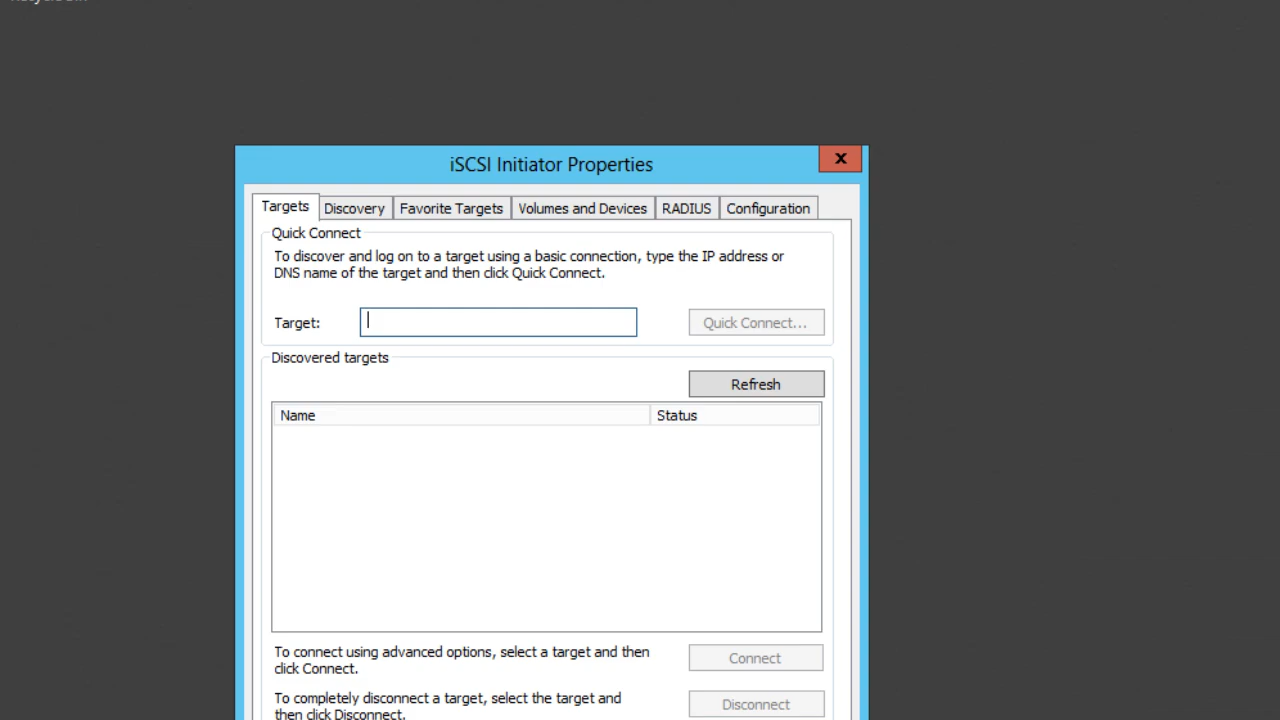 iSCSI Initiator Properties
X
Targets Discovery Favorite Targets Volumes and Devices RADIUS Configuration
Quick Connect
To discover and log on to a target using a basic connection, type the IP address or
DNS name of the target and then click Quick Connect.
Target: Quick Connect...
Discovered targets
Refresh
Name Status
To connect using advanced options, select a target and then
click Connect.
Connect
To completely disconnect a target, select the target and
then click Disconnect.
Disconnect